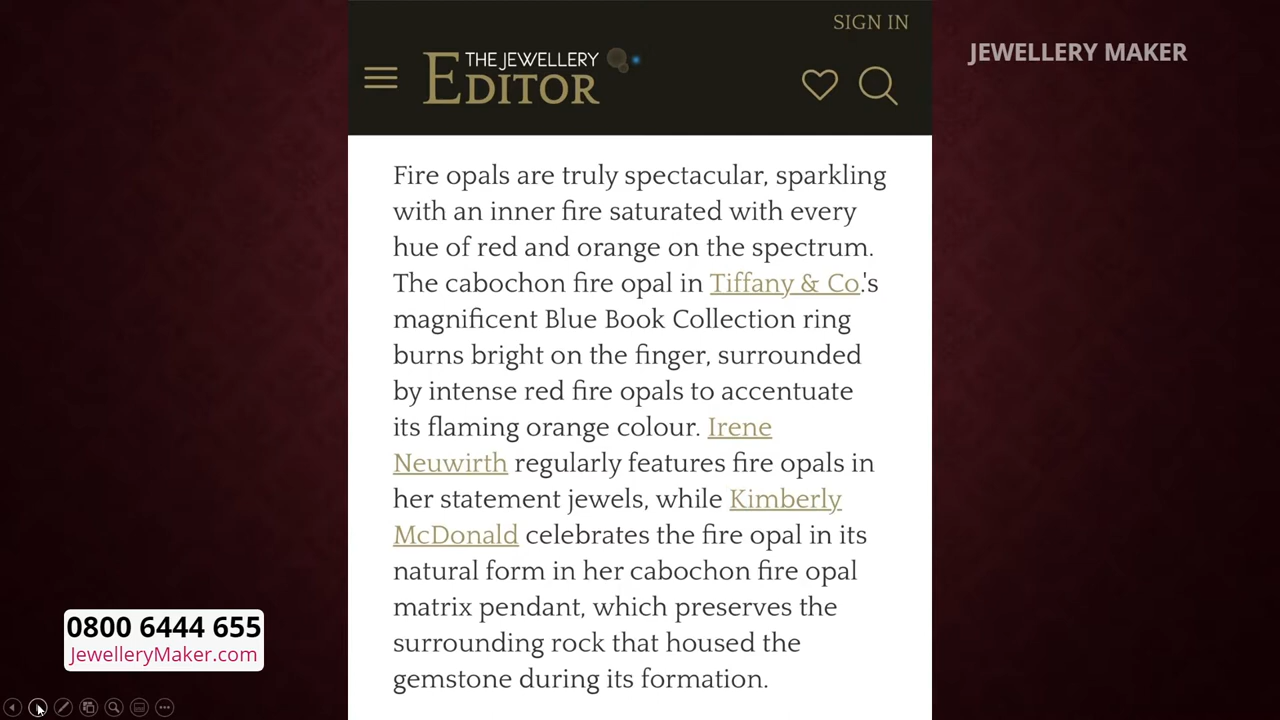 SIGN IN
THE JEWELLERY
EDITOR
JEWELLERY MAKER
Fire opals are truly spectacular, sparkling
with an inner fire saturated with every
hue of red and orange on the spectrum.
The cabochon fire opal in Tiffany & Co.'s
magnificent Blue Book Collection ring
burns bright on the finger, surrounded
by intense red fire opals to accentuate
its flaming orange colour. Irene
Neuwirth regularly features fire opals in
her statement jewels, while Kimberly
McDonald celebrates the fire opal in its
natural form in her cabochon fire opal
matrix pendant, which preserves the
surrounding rock that housed the
gemstone during its formation.
0800 6444 655
JewelleryMaker.com